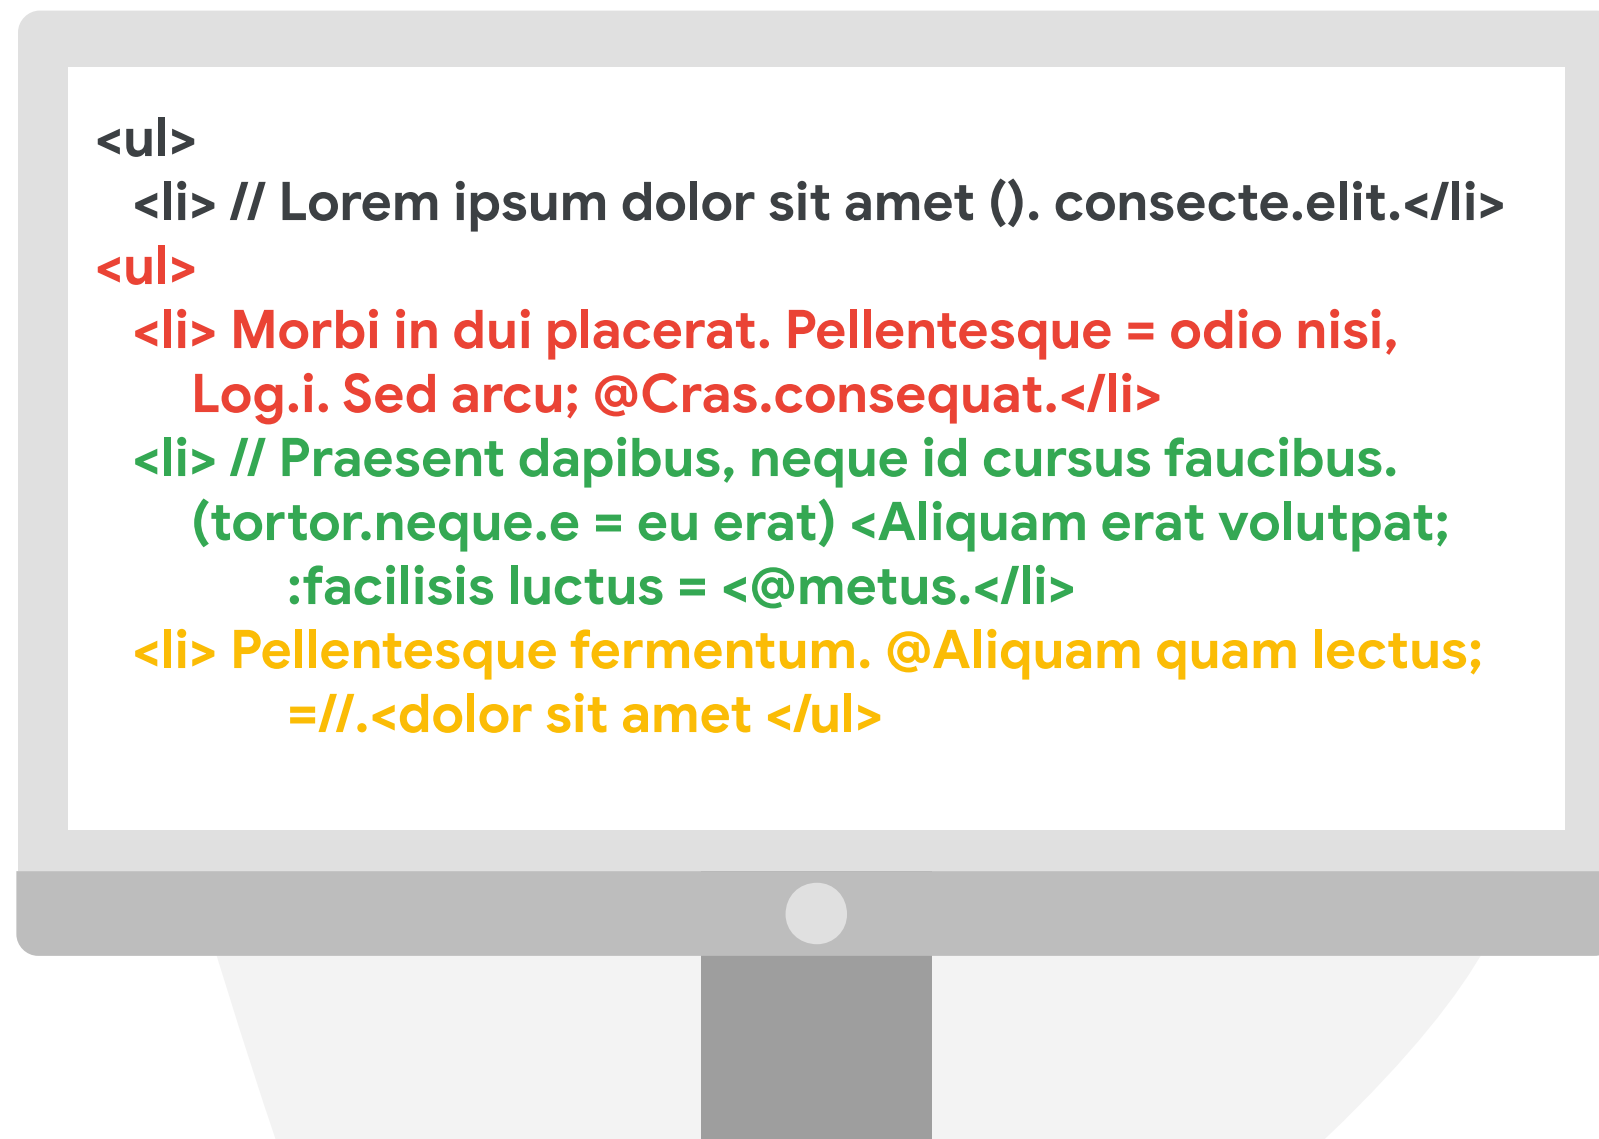 <ul>
<li> // Lorem ipsum dolor sit amet (). consecte.elit.</li>
<ul>
<li> Morbi in dui placerat. Pellentesque = odio nisi,
Log.i. Sed arcu; @Cras.consequat.</li>
<li> // Praesent dapibus, neque id cursus faucibus.
(tortor.neque.e = eu erat) <Aliquam erat volutpat;
:facilisis luctus = <@metus.</li>
<li> Pellentesque fermentum. @Aliquam quam lectus;
=//.<dolor sit amet </ul>